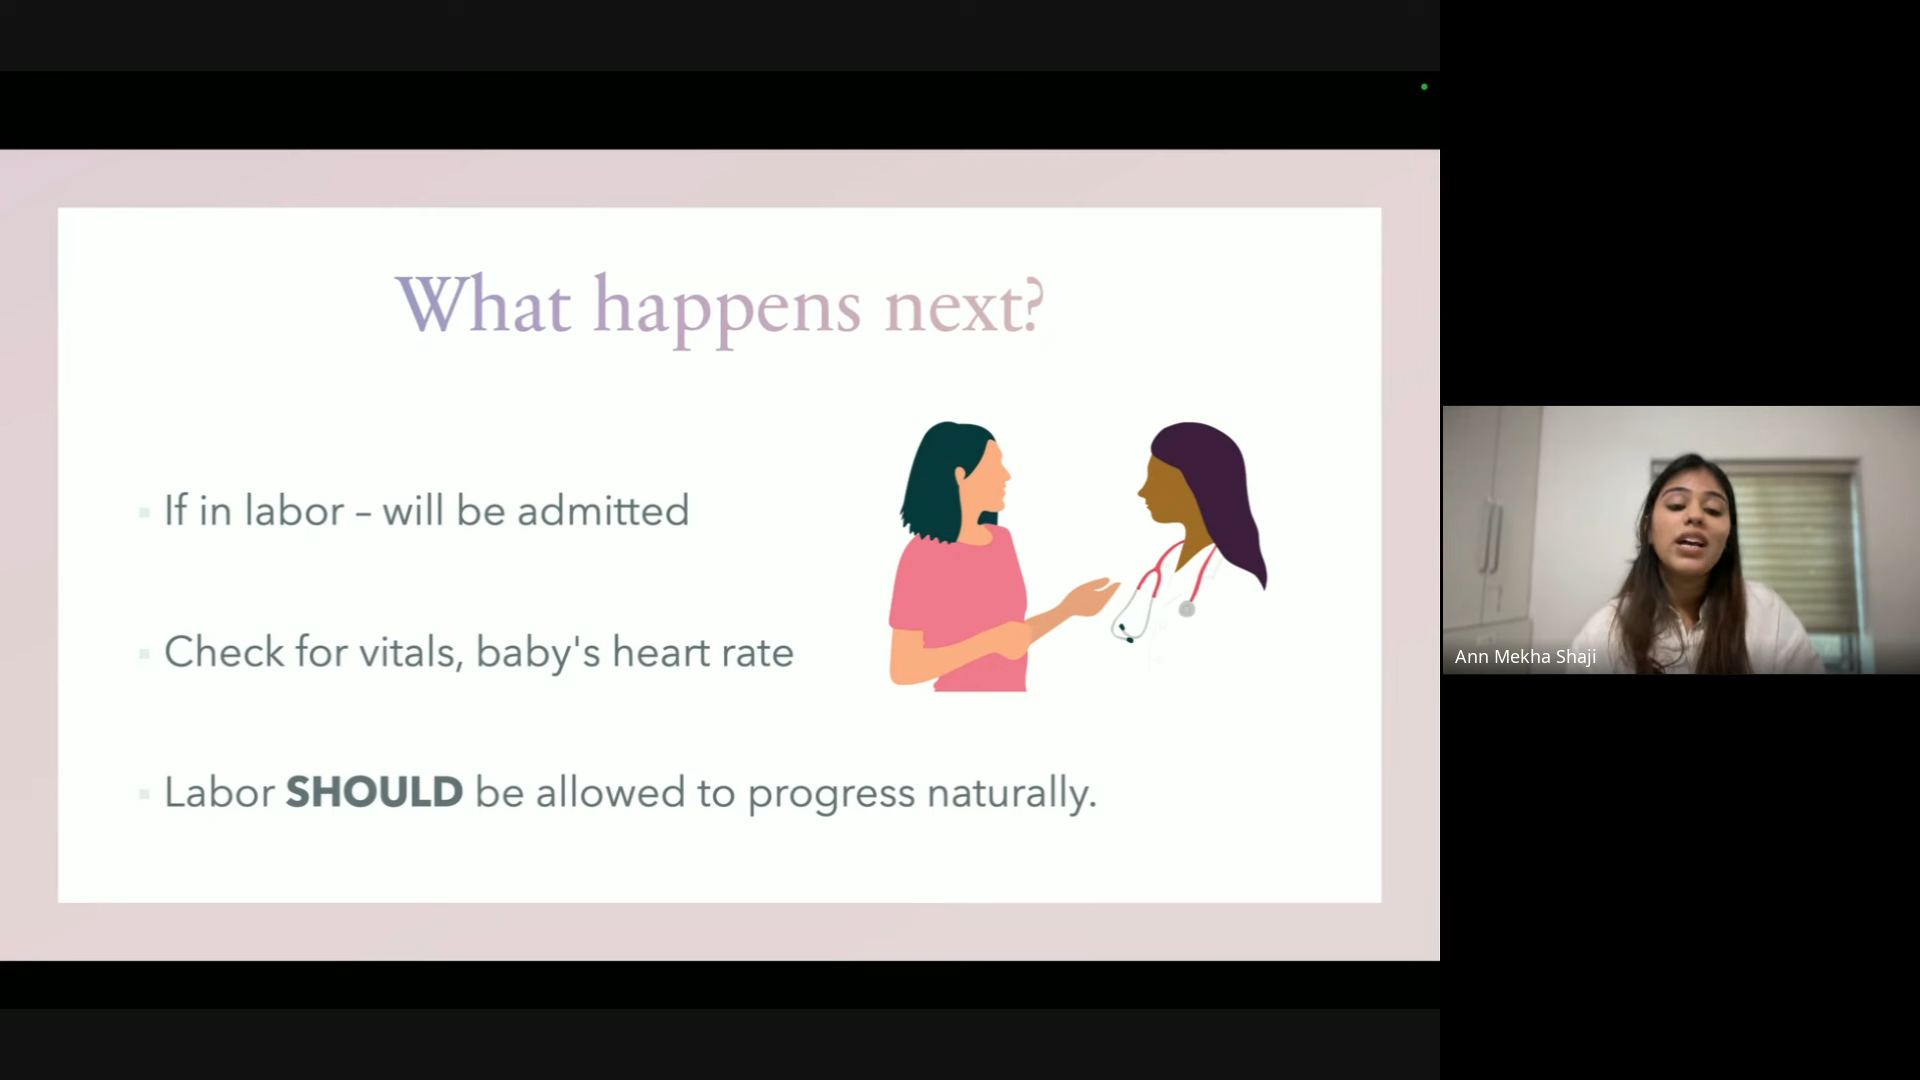 What happens next?
If in labor – will be admitted
Check for vitals, baby's heart rate
Labor SHOULD be allowed to progress naturally.
Ann Mekha Shaji